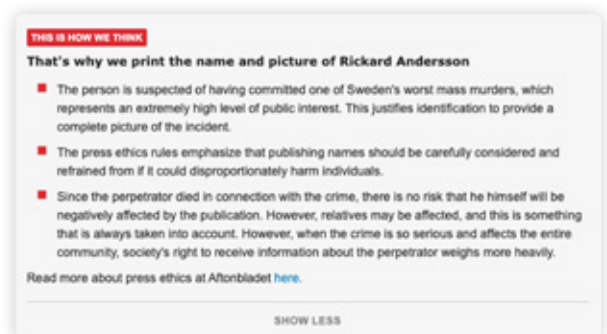 THIS IS HOW WE THINK
That's why we print the name and picture of Rickard Andersson
The person is suspected of having committed one of Sweden's worst mass murders, which
represents an extremely high level of public interest. This justifies identification to provide a
complete picture of the incident.
The press ethics rules emphasize that publishing names should be carefully considered and
refrained from if it could disproportionately harm individuals.
Since the perpetrator died in connection with the crime, there is no risk that he himself will be
negatively affected by the publication. However, relatives may be affected, and this is something
that is always taken into account. However, when the crime is so serious and affects the entire
community, society's right to receive information about the perpetrator weighs more heavily.
Read more about press ethics at Aftonbladet here.
SHOW LESS